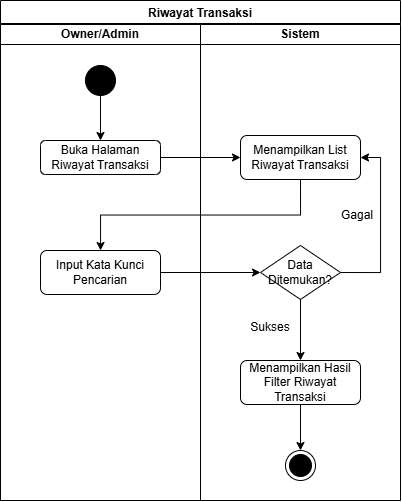 Riwayat Transaksi
Owner/Admin
Sistem
Buka Halaman
Riwayat Transaksi
Menampilkan List
Riwayat Transaksi
Gagal
Input Kata Kunci
Pencarian
Data
Ditemukan?
Sukses
Menampilkan Hasil
Filter Riwayat
Transaksi